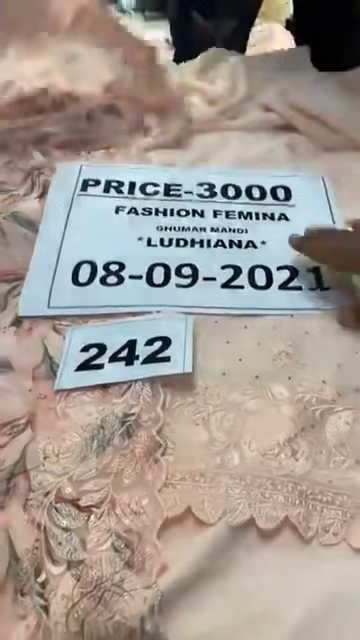 PRICE-3000
FASHION FEMINA
GHUMAR MANDI
*LUDHIANA*
08-09-2021
242